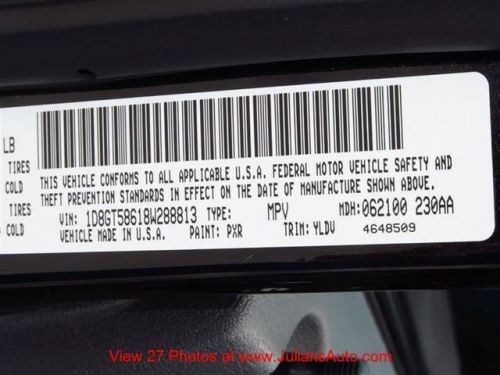 LB
TIRES
COLD
THIS VEHICLE CONFORMS TO ALL APPLICABLE U.S.A. FEDERAL MOTOR VEHICLE SAFETY AND
TIRES
COLD
THEFT PREVENTION STANDARDS IN EFFECT ON THE DATE OF MANUFACTURE SHOWN ABOVE.
VIN: 1D8GT58618W288813 TYPE: MPV MDH: 062100 230AA
VEHICLE MADE IN U.S.A. PAINT: PXR TRIM: YLDV 4648509
View 27 Photos at www.JuliansAuto.com